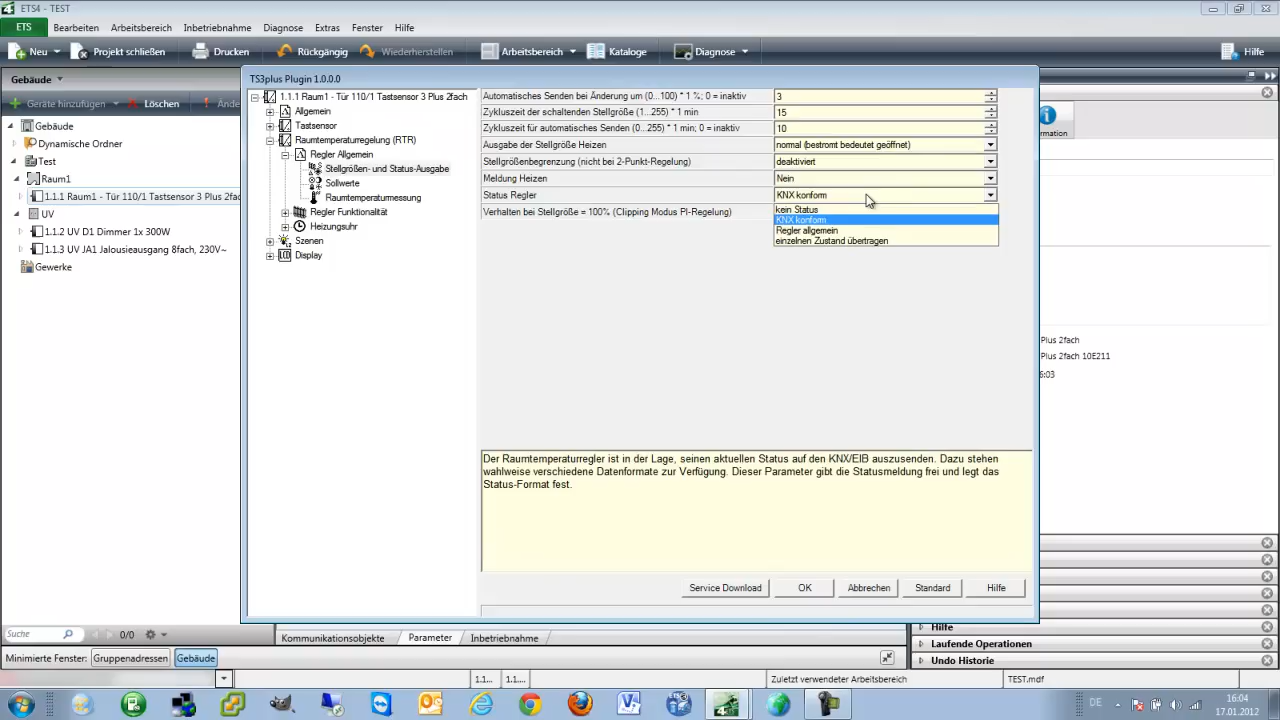 ETS4 - TEST
ETS Bearbeiten Arbeitsbereich Inbetriebnahme Diagnose Extras Fenster Hilfe
Neu Projekt schließen Drucken Rückgängig Wiederherstellen Arbeitsbereich Kataloge Diagnose Hilfe
Gebäude
Geräte hinzufügen Löschen Ände
Gebäude
Dynamische Ordner
Test
Raum1
1.1.1 Raum1 - Tür 110/1 Tastsensor 3 Plus 2fac
UV
1.1.2 UV D1 Dimmer 1x 300W
1.1.3 UV JA1 Jalousieausgang 8fach, 230V~
Gewerke
TS3plus Plugin 1.0.0.0
1.1.1 Raum1 - Tür 110/1 Tastsensor 3 Plus 2fach
Allgemein
Tastsensor
Raumtemperaturregelung (RTR)
Regler Allgemein
Stellgrößen- und Status-Ausgabe
Sollwerte
Raumtemperaturmessung
Regler Funktionalität
Heizungsuhr
Szenen
LCD Display
Automatisches Senden bei Änderung um (0...100) * 1 %; 0 = inaktiv 3
Zykluszeit der schaltenden Stellgröße (1...255) * 1 min 15
Zykluszeit für automatisches Senden (0...255) * 1 min; 0 = inaktiv 10
Ausgabe der Stellgröße Heizen normal (bestromt bedeutet geöffnet)
Stellgrößenbegrenzung (nicht bei 2-Punkt-Regelung) deaktiviert
Meldung Heizen Nein
Status Regler KNX konform
Verhalten bei Stellgröße = 100% (Clipping Modus PI-Regelung)
kein Status
KNX konform
Regler allgemein
einzelnen Zustand übertragen
Der Raumtemperaturregler ist in der Lage, seinen aktuellen Status auf den KNX/EIB auszusenden. Dazu stehen
wahlweise verschiedene Datenformate zur Verfügung. Dieser Parameter gibt die Statusmeldung frei und legt das
Status-Format fest.
Service Download OK Abbrechen Standard Hilfe
rmation
Plus 2fach
Plus 2fach 10E211
6:03
Hilfe
Laufende Operationen
Undo Historie
Suche 0/0
Kommunikationsobjekte Parameter Inbetriebnahme
Minimierte Fenster: Gruppenadressen Gebäude
1.1... 1.1.... Zuletzt verwendeter Arbeitsbereich TEST.mdf
DE 16:04
17.01.2012